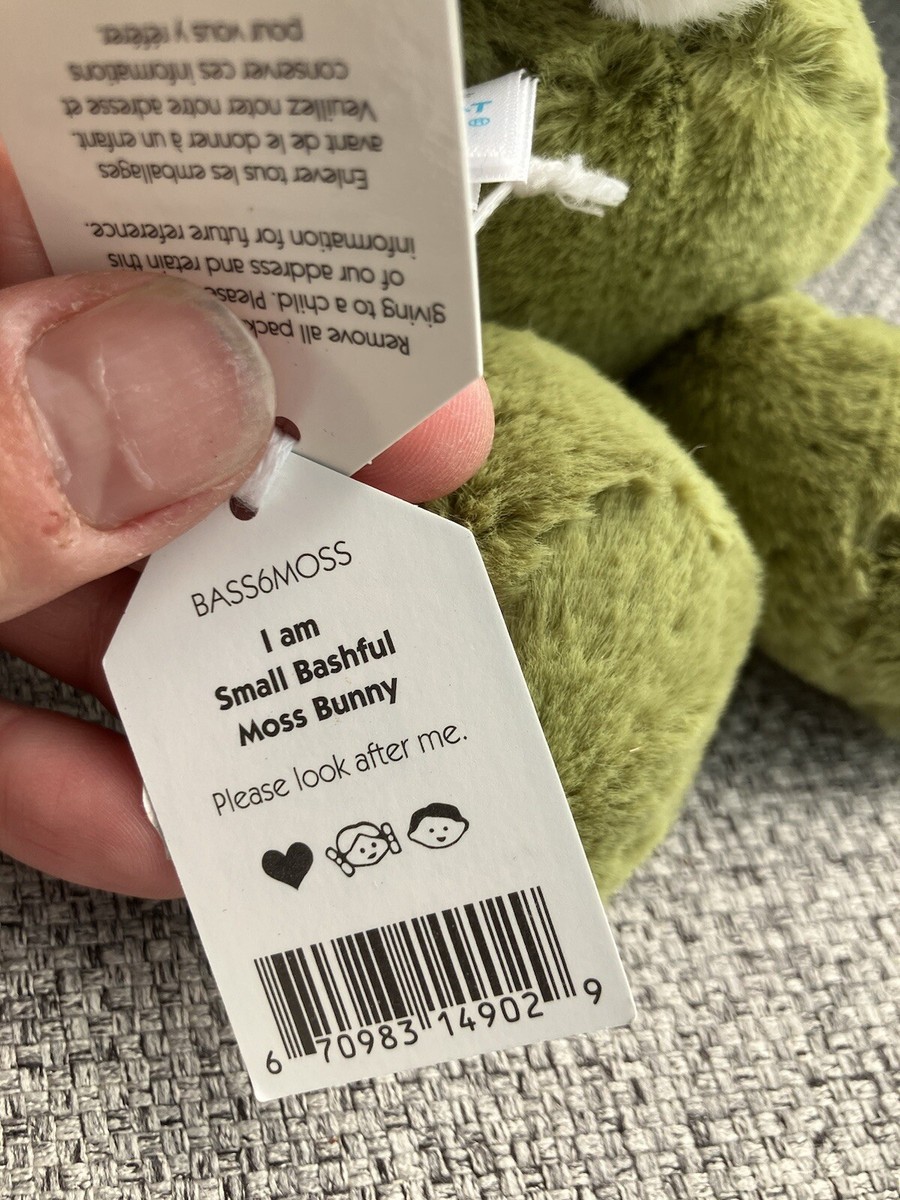 Remove all
giving to a child. Please
of our address and retain this
information for future reference.
Enlever tous les emballages
avant de le donner à un enfant.
Veuillez noter notre adresse et
conserver ces informations
pour vous y référer.
BASS6MOSS
I am
Small Bashful
Moss Bunny
Please look after me.
6 70983 14902 9